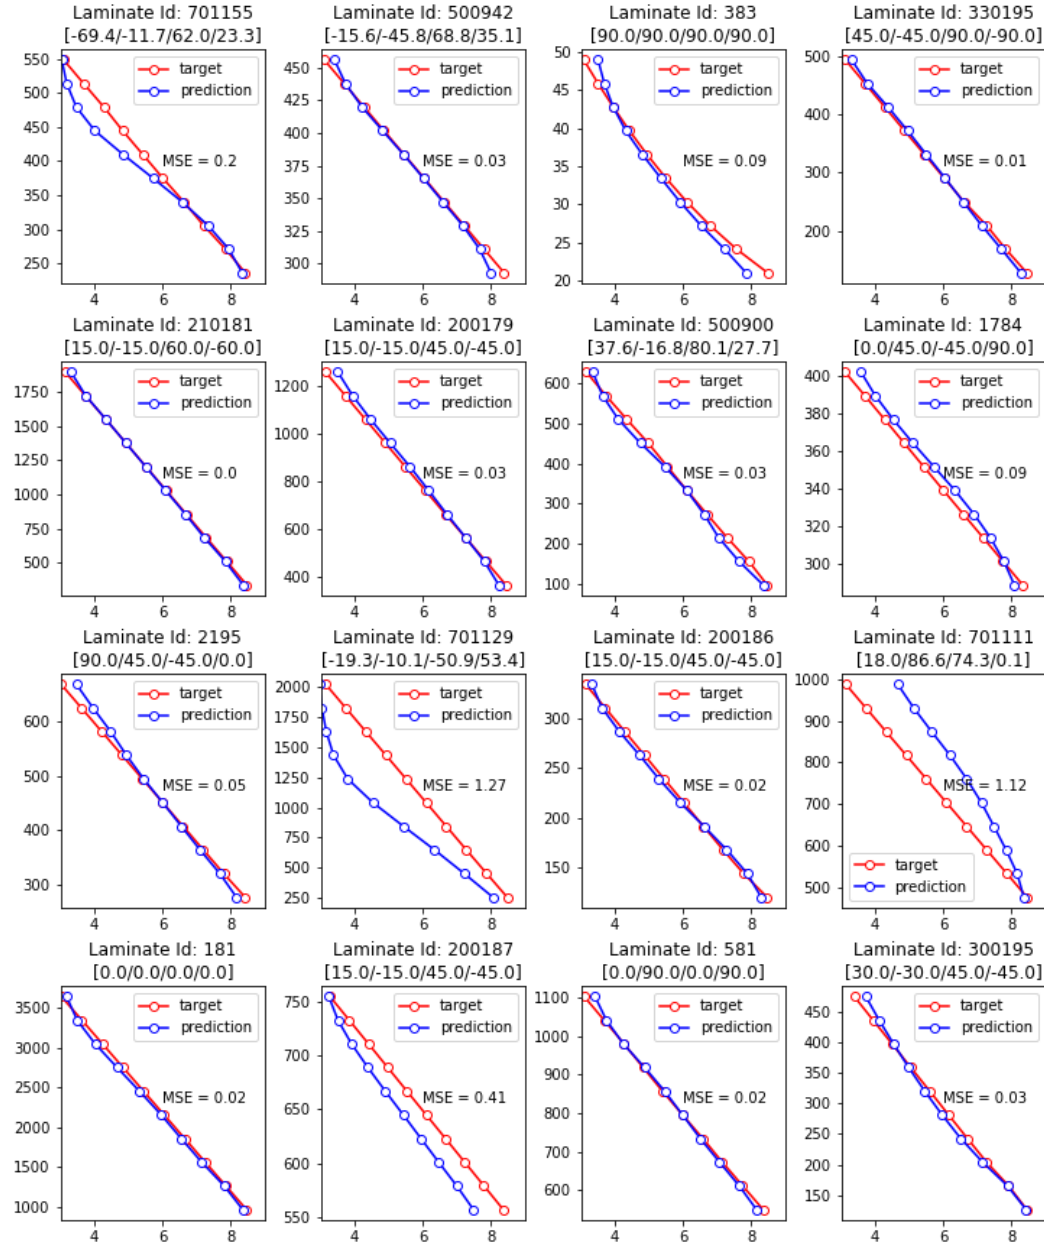 Laminate Id: 701155
[-69.4/-11.7/62.0/23.3]
550
500
450
400
350
300
250
target
prediction
MSE = 0.2
4
6
8
Laminate Id: 500942
[-15.6/-45.8/68.8/35.1]
450
425
400
375
350
325
300
target
prediction
MSE = 0.03
4
6
8
Laminate Id: 383
[90.0/90.0/90.0/90.0]
50
45
40
35
30
25
20
target
prediction
MSE = 0.09
4
6
8
Laminate Id: 330195
[45.0/-45.0/90.0/-90.0]
500
400
300
200
target
prediction
MSE = 0.01
4
6
8
Laminate Id: 210181
[15.0/-15.0/60.0/-60.0]
1750
1500
1250
1000
750
500
target
prediction
MSE = 0.0
4
6
8
Laminate Id: 200179
[15.0/-15.0/45.0/-45.0]
1200
1000
800
600
400
target
prediction
MSE = 0.03
4
6
8
Laminate Id: 500900
[37.6/-16.8/80.1/27.7]
600
500
400
300
200
100
target
prediction
MSE = 0.03
4
6
8
Laminate Id: 1784
[0.0/45.0/-45.0/90.0]
400
380
360
340
320
300
target
prediction
MSE = 0.09
4
6
8
Laminate Id: 2195
[90.0/45.0/-45.0/0.0]
600
500
400
300
target
prediction
MSE = 0.05
4
6
8
Laminate Id: 701129
[-19.3/-10.1/-50.9/53.4]
2000
1750
1500
1250
1000
750
500
250
target
prediction
MSE = 1.27
4
6
8
Laminate Id: 200186
[15.0/-15.0/45.0/-45.0]
300
250
200
150
target
prediction
MSE = 0.02
4
6
8
Laminate Id: 701111
[18.0/86.6/74.3/0.1]
1000
900
800
700
600
500
MSE = 1.12
target
prediction
4
6
8
Laminate Id: 181
[0.0/0.0/0.0/0.0]
3500
3000
2500
2000
1500
1000
target
prediction
MSE = 0.02
4
6
8
Laminate Id: 200187
[15.0/-15.0/45.0/-45.0]
750
700
650
600
550
target
prediction
MSE = 0.41
4
6
8
Laminate Id: 581
[0.0/90.0/0.0/90.0]
1100
1000
900
800
700
600
target
prediction
MSE = 0.02
4
6
8
Laminate Id: 300195
[30.0/-30.0/45.0/-45.0]
450
400
350
300
250
200
150
target
prediction
MSE = 0.03
4
6
8